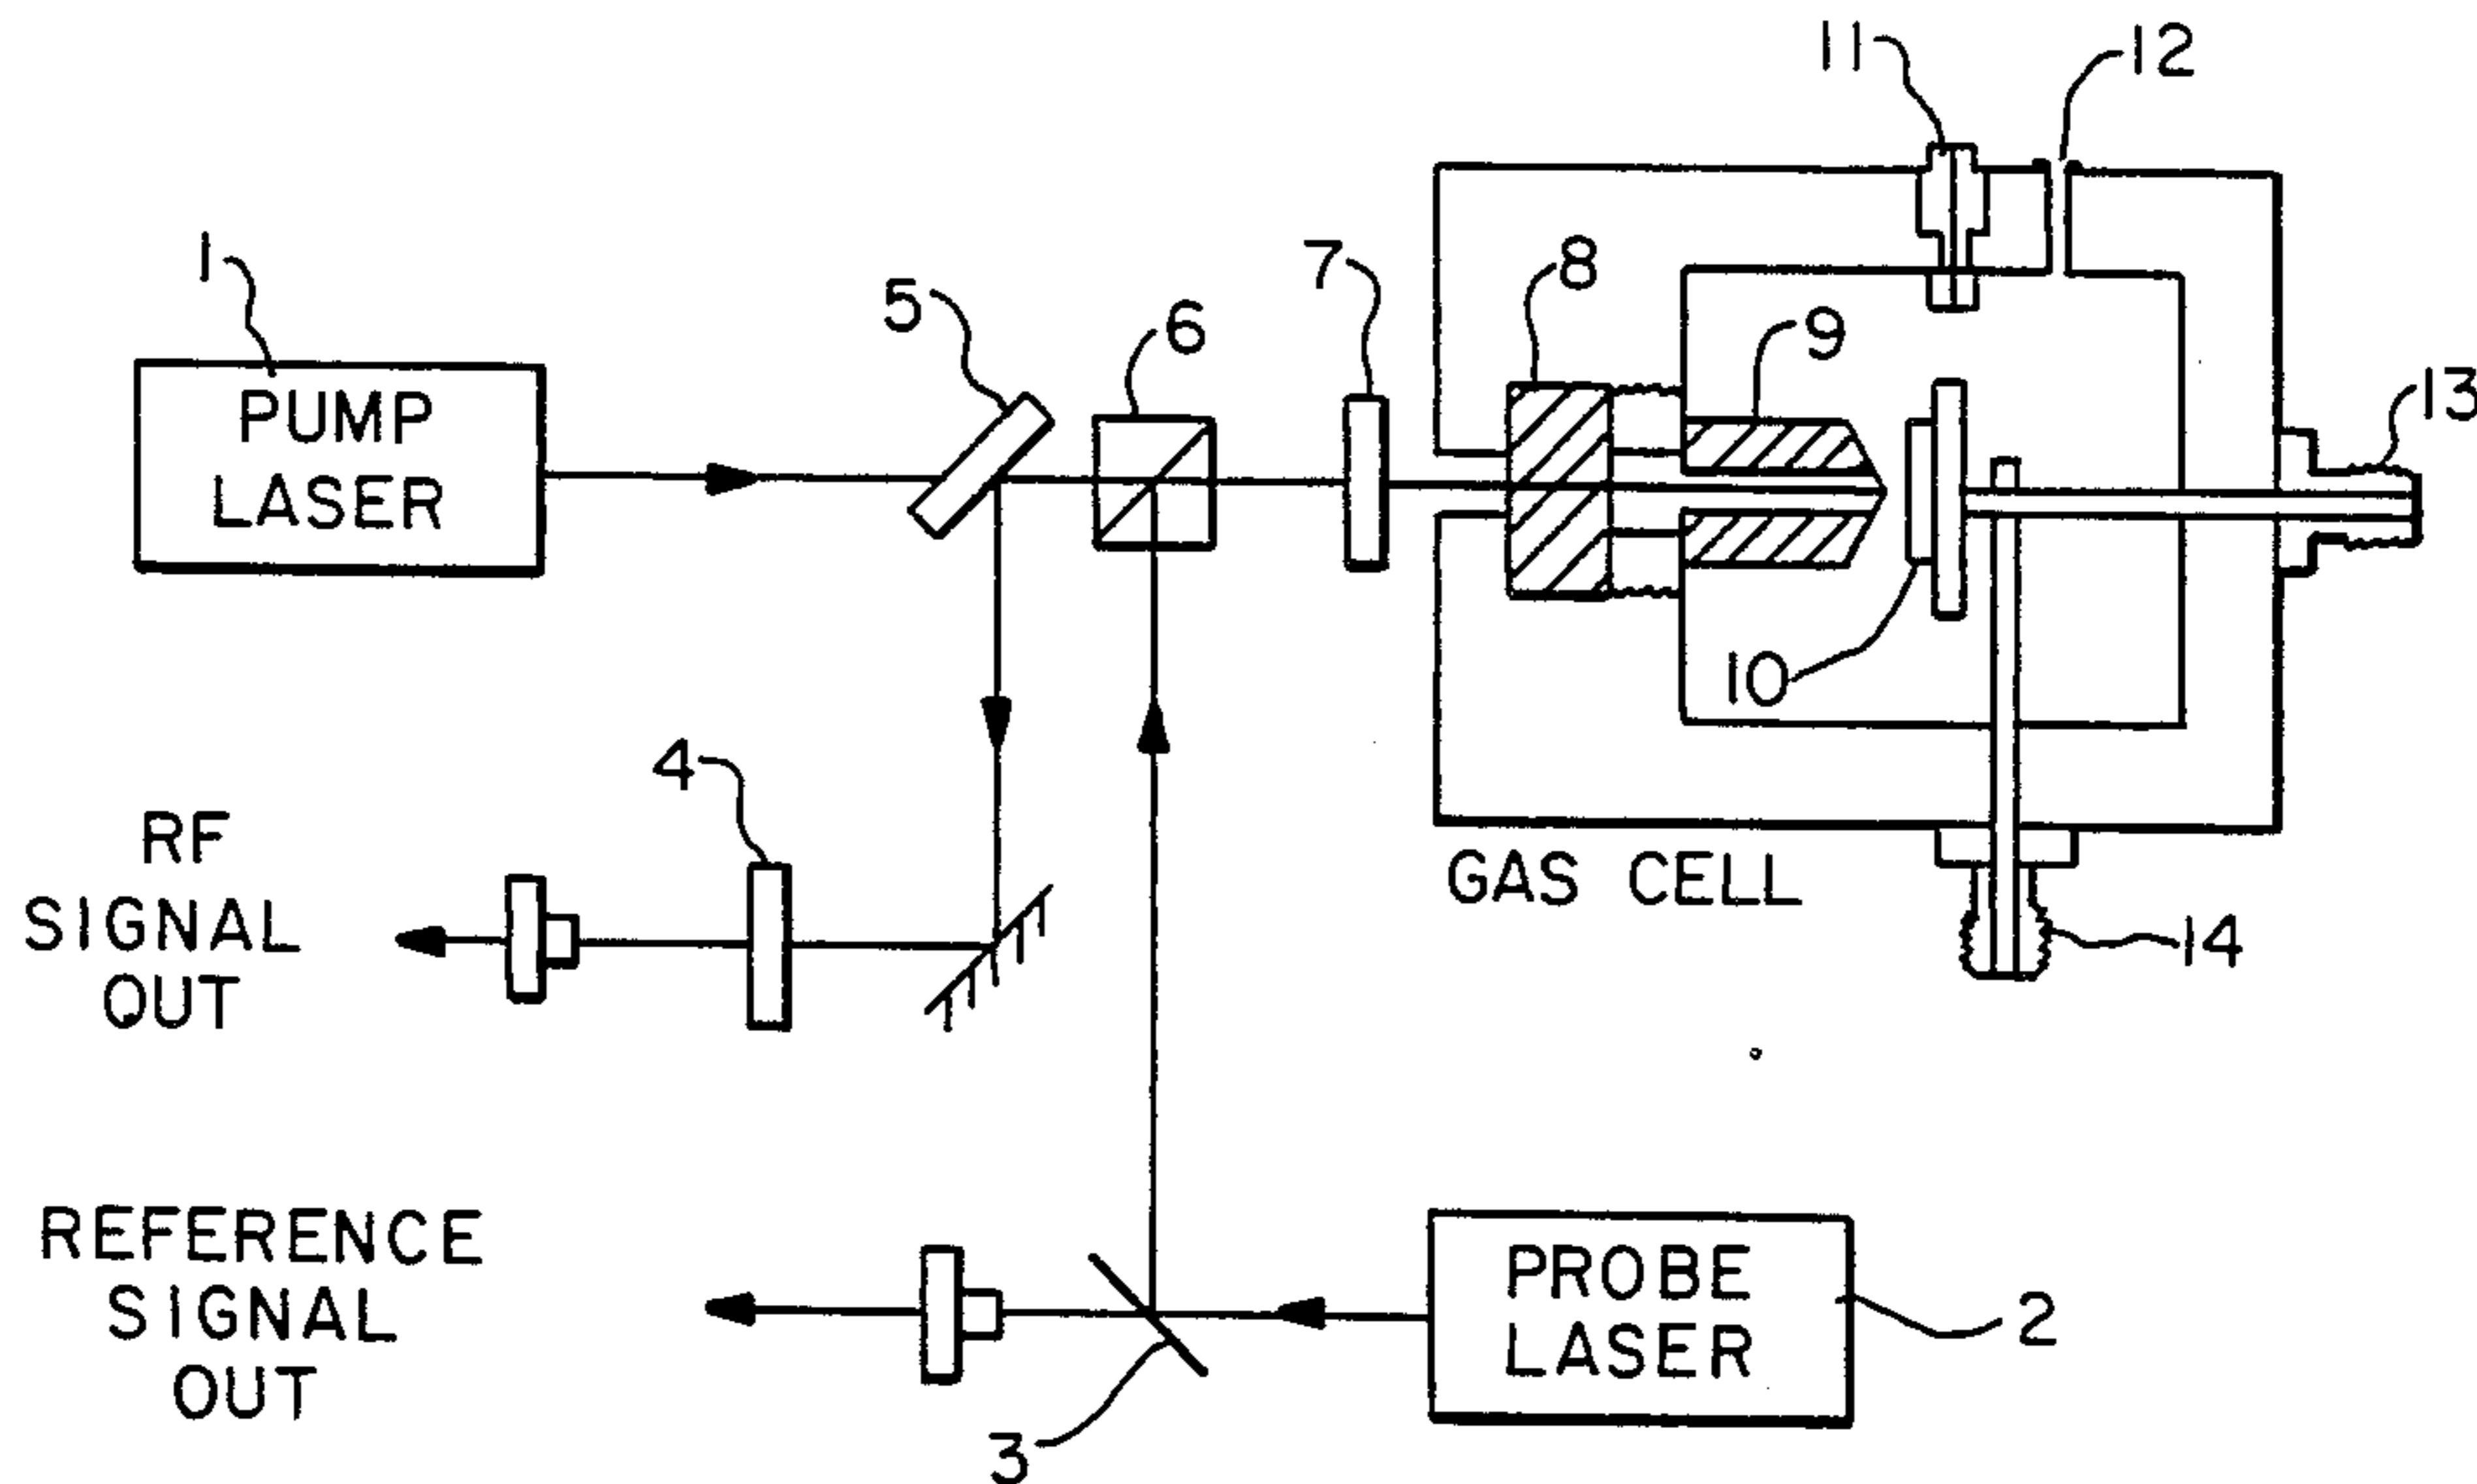 11
12
1
5
6
7
8
9
13
PUMP
LASER
10
4
RF
SIGNAL
OUT
GAS CELL
14
REFERENCE
SIGNAL
OUT
PROBE
LASER
2
3